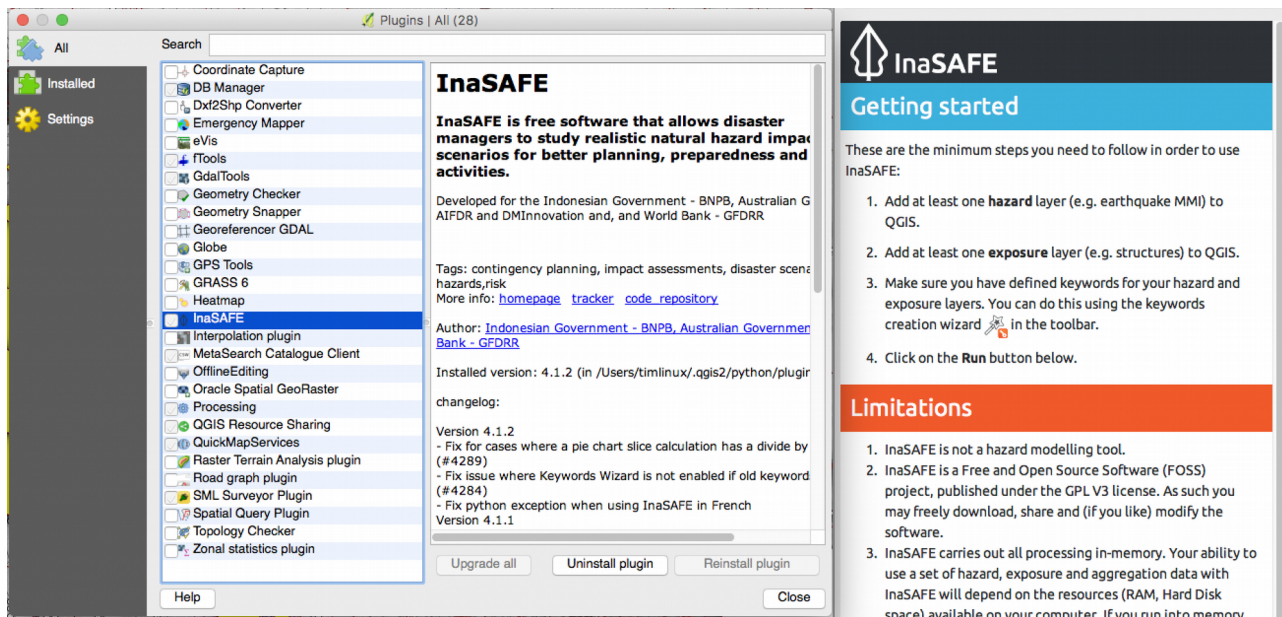 Plugins | All (28)
All
Installed
Settings
Search
Coordinate Capture
DB Manager
Dxf2Shp Converter
Emergency Mapper
eVis
fTools
GdalTools
Geometry Checker
Geometry Snapper
Georeferencer GDAL
Globe
GPS Tools
GRASS 6
Heatmap
InaSAFE
Interpolation plugin
MetaSearch Catalogue Client
OfflineEditing
Oracle Spatial GeoRaster
Processing
QGIS Resource Sharing
QuickMapServices
Raster Terrain Analysis plugin
Road graph plugin
SML Surveyor Plugin
Spatial Query Plugin
Topology Checker
Zonal statistics plugin
InaSAFE
InaSAFE is free software that allows disaster
managers to study realistic natural hazard impac
scenarios for better planning, preparedness and
activities.
Developed for the Indonesian Government - BNPB, Australian G
AIFDR and DMInnovation and, and World Bank - GFDRR
Tags: contingency planning, impact assessments, disaster scena
hazards,risk
More info: homepage tracker code repository
Author: Indonesian Government - BNPB, Australian Governmen
Bank - GFDRR
Installed version: 4.1.2 (in /Users/timlinux/.qgis2/python/plugin
changelog:
Version 4.1.2
- Fix for cases where a pie chart slice calculation has a divide by
(#4289)
- Fix issue where Keywords Wizard is not enabled if old keyword
(#4284)
- Fix python exception when using InaSAFE in French
Version 4.1.1
Upgrade all
Uninstall plugin
Reinstall plugin
Help
Close
InaSAFE
Getting started
These are the minimum steps you need to follow in order to use
InaSAFE:
1. Add at least one hazard layer (e.g. earthquake MMI) to
QGIS.
2. Add at least one exposure layer (e.g. structures) to QGIS.
3. Make sure you have defined keywords for your hazard and
exposure layers. You can do this using the keywords
creation wizard in the toolbar.
4. Click on the Run button below.
Limitations
1. InaSAFE is not a hazard modelling tool.
2. InaSAFE is a Free and Open Source Software (FOSS)
project, published under the GPL V3 license. As such you
may freely download, share and (if you like) modify the
software.
3. InaSAFE carries out all processing in-memory. Your ability to
use a set of hazard, exposure and aggregation data with
InaSAFE will depend on the resources (RAM, Hard Disk
space) available on your computer. If you run into memory